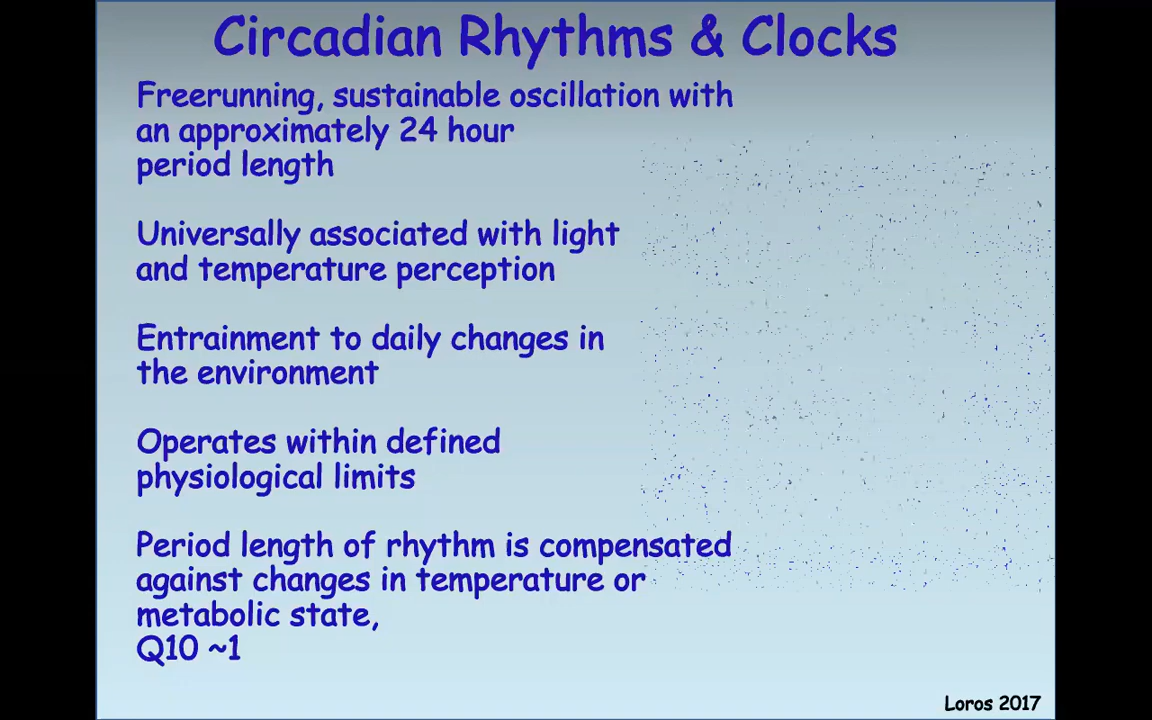 Circadian Rhythms & Clocks
Freerunning, sustainable oscillation with
an approximately 24 hour
period length
Universally associated with light
and temperature perception
Entrainment to daily changes in
the environment
Operates within defined
physiological limits
Period length of rhythm is compensated
against changes in temperature or
metabolic state,
Q10 ~1
Loros 2017